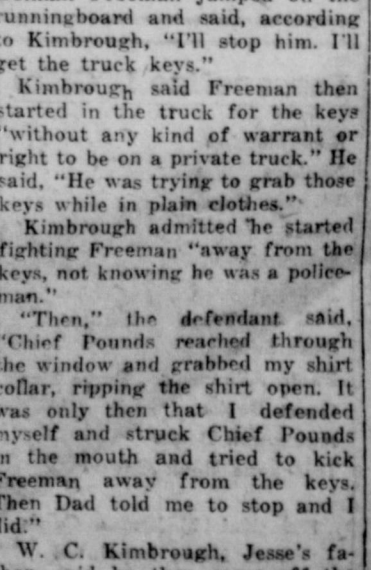 runningboard and said, according
to Kimbrough, "I'll stop him. I'll
get the truck keys."
Kimbrough said Freeman then
started in the truck for the keys
"without any kind of warrant or
right to be on a private truck." He
said, "He was trying to grab those
keys while in plain clothes."
Kimbrough admitted he started
fighting Freeman "away from the
keys, not knowing he was a police-
man."
"Then," the defendant said,
"Chief Pounds reached through
the window and grabbed my shirt
collar, ripping the shirt open. It
was only then that I defended
myself and struck Chief Pounds
in the mouth and tried to kick
Freeman away from the keys.
Then Dad told me to stop and I
did."
W. C. Kimbrough, Jesse's fa-